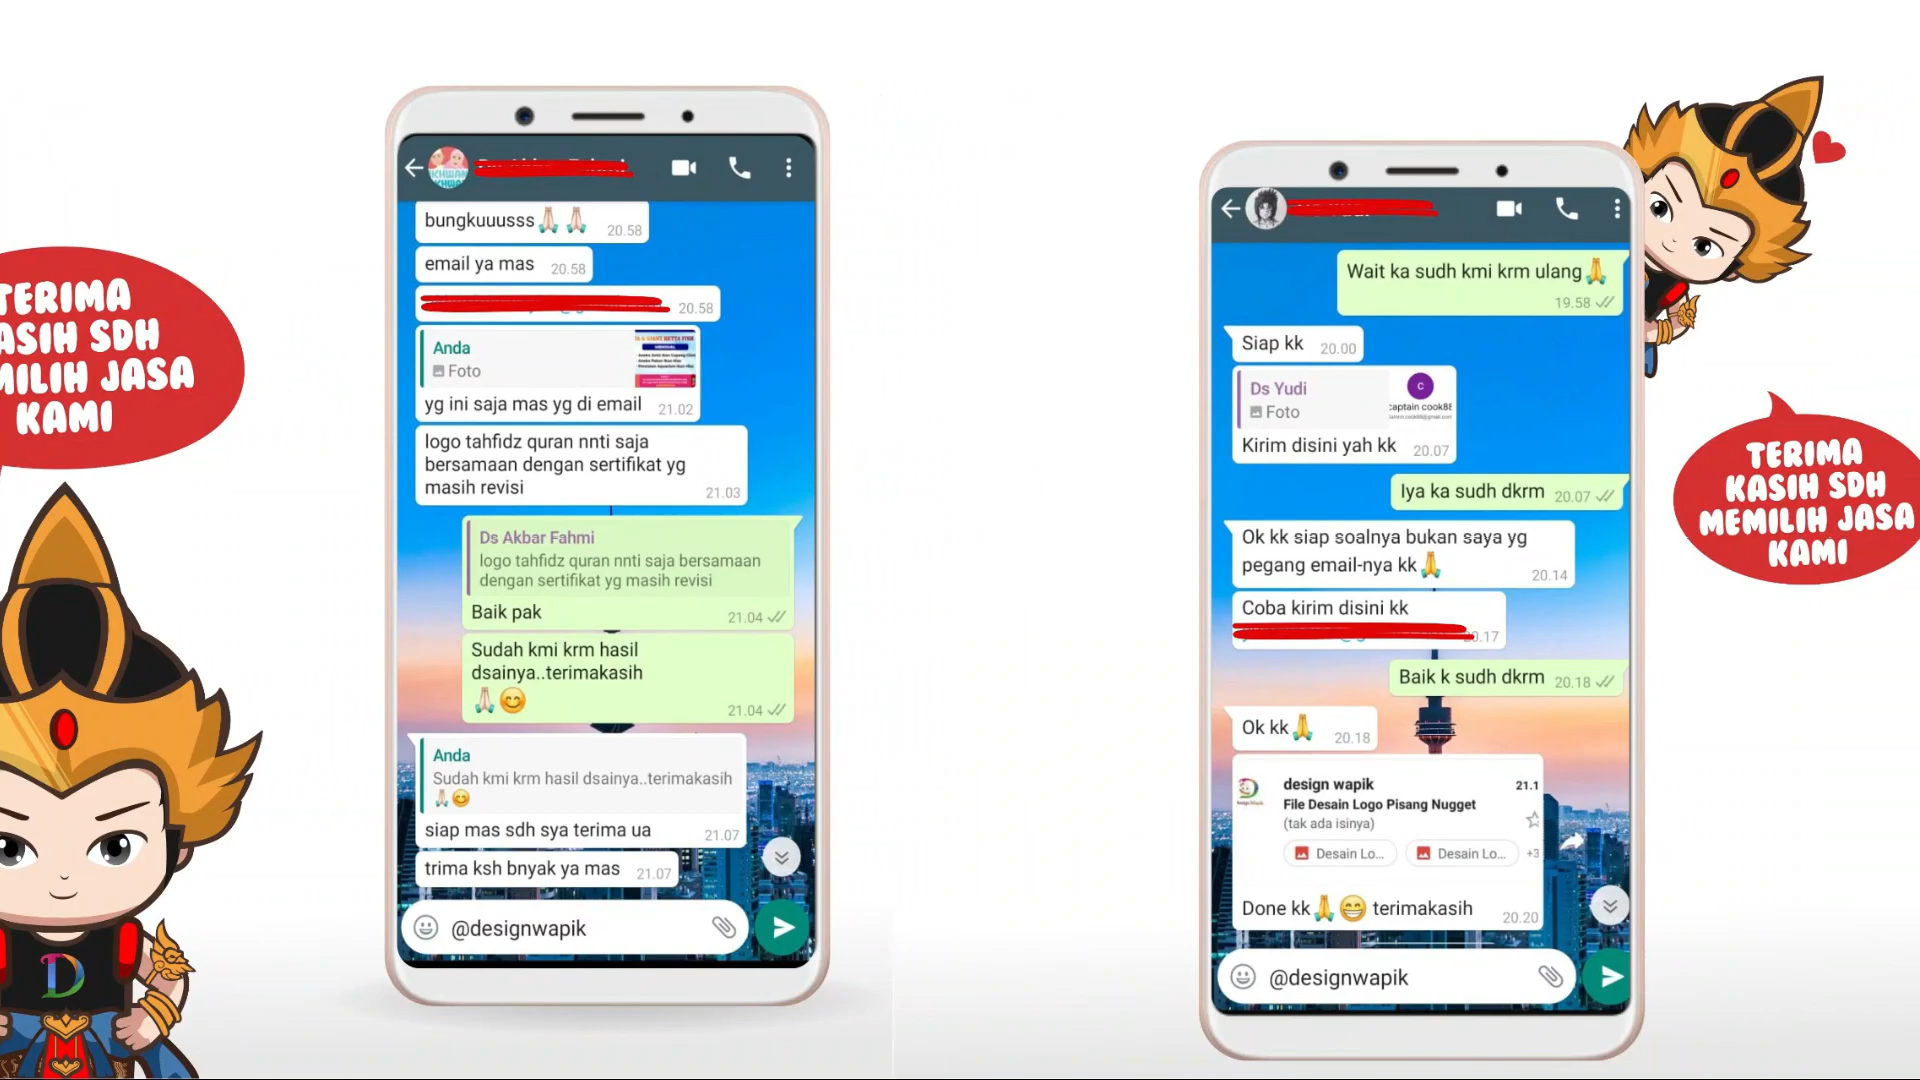 TERIMA
KASIH SDH
MILIH JASA
KAMI
bungkuuusss🙏🏻 🙏🏻 20.58
email ya mas 20.58
20.58
Anda
Foto
yg ini saja mas yg di email 21.02
logo tahfidz quran nnti saja
bersamaan dengan sertifikat yg
masih revisi 21.03
Ds Akbar Fahmi
logo tahfidz quran nnti saja bersamaan
dengan sertifikat yg masih revisi
Baik pak 21.04
Sudah kmi krm hasil
dsainya..terimakasih
🙏🏻😊 21.04
Anda
Sudah kmi krm hasil dsainya..terimakasih
🙏🏻😊
siap mas sdh sya terima ua 21.07
trima ksh bnyak ya mas 21.07
@designwapik
D
Wait ka sudh kmi krm ulang🙏
19.58
Siap kk 20.00
Ds Yudi
Foto
C
captain cook88
Kirim disini yah kk 20.07
Iya ka sudh dkrm 20.07
Ok kk siap soalnya bukan saya yg
pegang email-nya kk🙏 20.14
Coba kirim disini kk
Baik k sudh dkrm 20.18
Ok kk🙏 20.18
design wapik 21.1
File Desain Logo Pisang Nugget
(tak ada isinya)
Desain Lo... Desain Lo... +3
Done kk🙏😁 terimakasih 20.20
@designwapik
TERIMA
KASIH SDH
MEMILIH JASA
KAMI